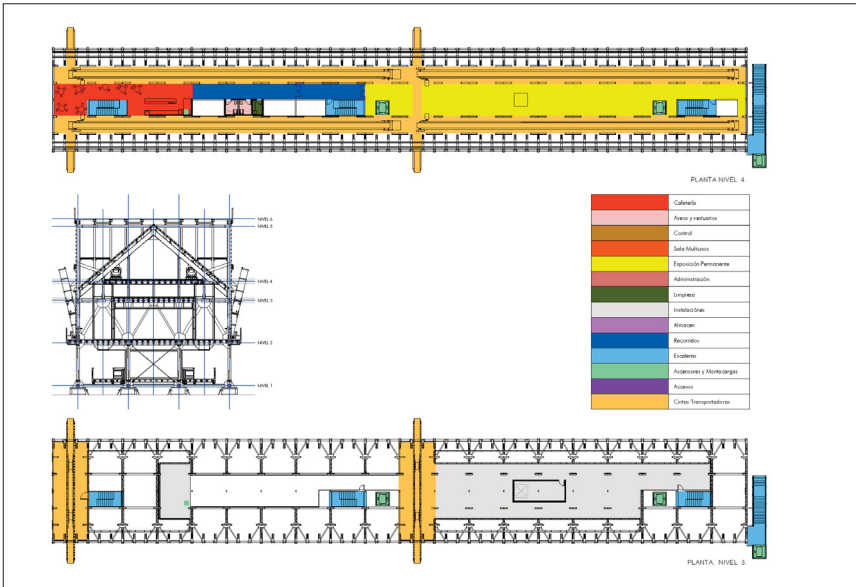 PLANTA NIVEL 4.
NIVEL 6
NIVEL 5
NIVEL 4
NIVEL 3
NIVEL 2
NIVEL 1
Cafetería
Aseos y vestuarios
Control
Sala Multiusos
Exposición Permanente
Administración
Limpieza
Instalaciónes
Almacen
Recorridos
Escaleras
Ascensores y Montacargas
Accesos
Cintas Transportadoras
PLANTA. NIVEL 3.